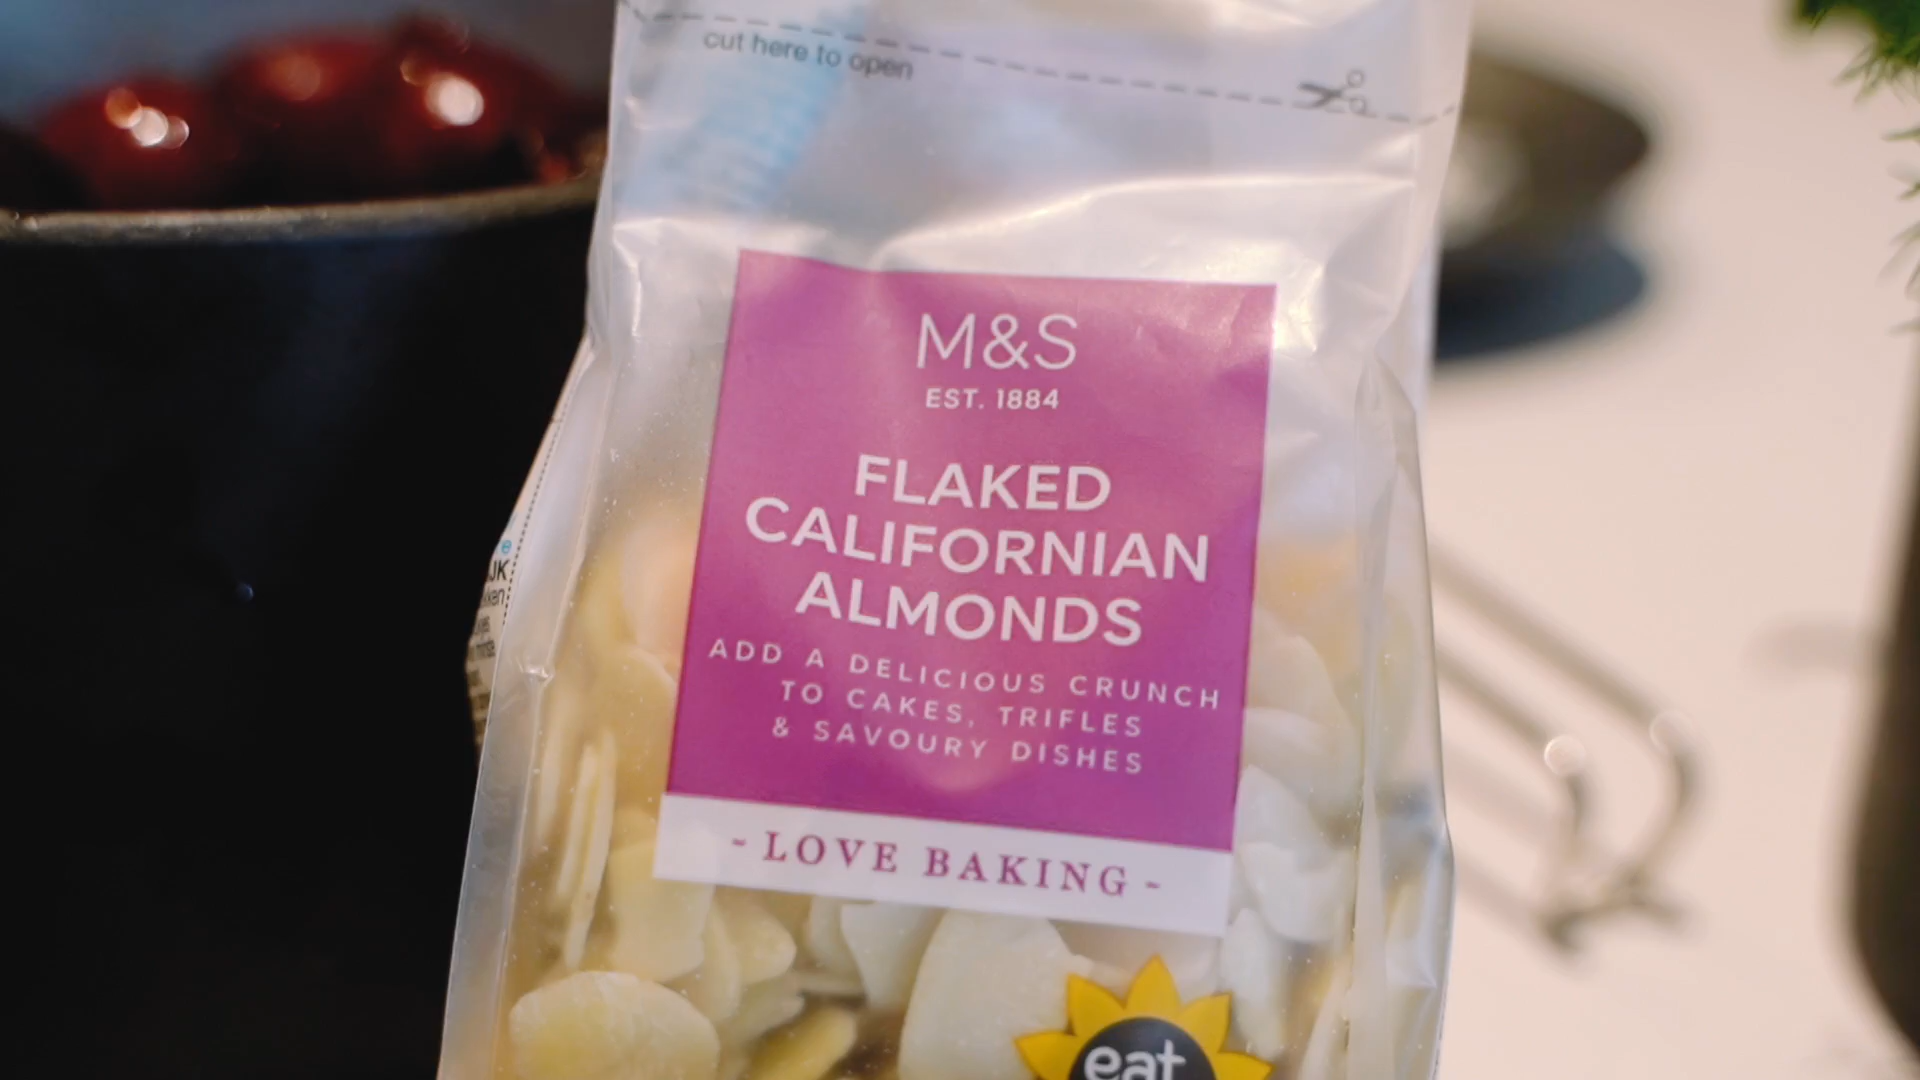 cut here to open
M&S
EST. 1884
FLAKED
CALIFORNIAN
ALMONDS
ADD A DELICIOUS CRUNCH
TO CAKES, TRIFLES
& SAVOURY DISHES
- LOVE BAKING -
eat